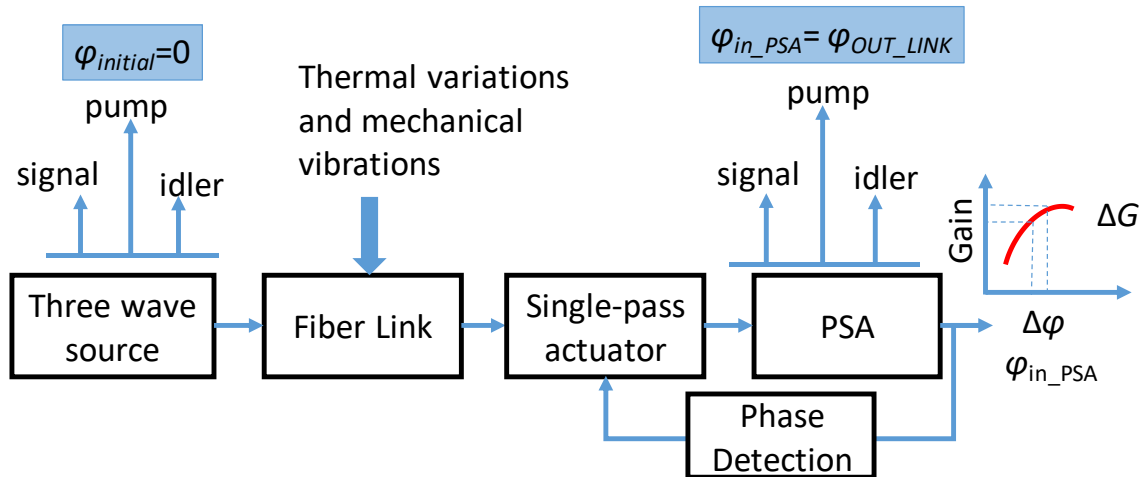 φinitial=0
pump
signal
idler
Thermal variations
and mechanical
vibrations
φin_PSA= φOUT_LINK
pump
signal
idler
Gain
ΔG
Δφ
φin_PSA
Three wave
source
Fiber Link
Single-pass
actuator
PSA
Phase
Detection